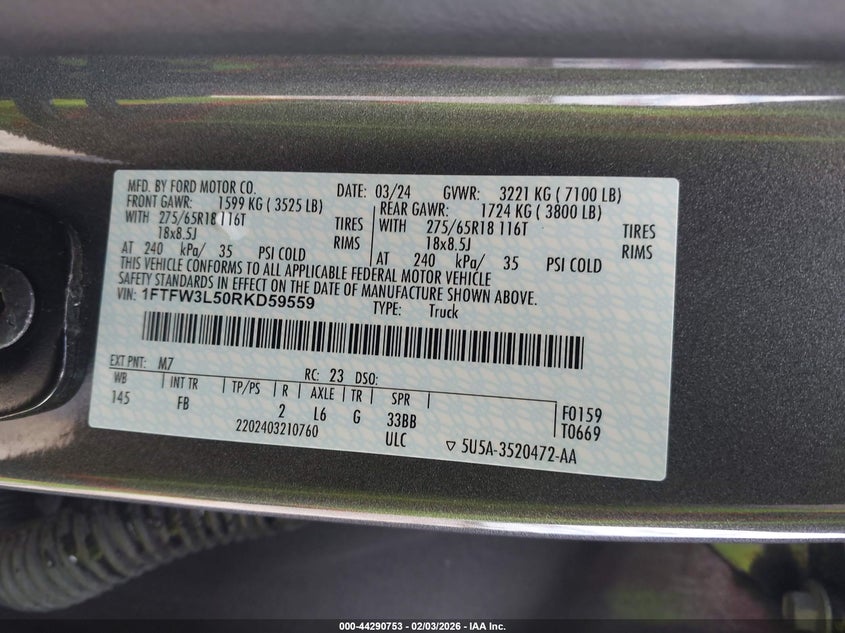 MFD. BY FORD MOTOR CO. DATE: 03/24 GVWR: 3221 KG ( 7100 LB)
FRONT GAWR: 1599 KG ( 3525 LB) REAR GAWR: 1724 KG ( 3800 LB)
WITH 275/65R18 116T TIRES WITH 275/65R18 116T TIRES
18x8.5J RIMS 18x8.5J RIMS
AT 240 kPa/ 35 PSI COLD AT 240 kPa/ 35 PSI COLD
THIS VEHICLE CONFORMS TO ALL APPLICABLE FEDERAL MOTOR VEHICLE
SAFETY STANDARDS IN EFFECT ON THE DATE OF MANUFACTURE SHOWN ABOVE.
VIN: 1FTFW3L50RKD59559 TYPE: Truck
EXT PNT: M7 RC: 23 DSO:
WB INT TR TP/PS R AXLE TR SPR
145 FB 2 L6 G 33BB F0159
2202403210760 ULC T0669
5U5A-3520472-AA
000-44290753 - 02/03/2026 - IAA Inc.